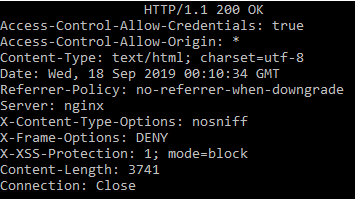 HTTP/1.1 200 OK
Access-Control-Allow-Credentials: true
Access-Control-Allow-Origin: *
Content-Type: text/html; charset=utf-8
Date: Wed, 18 Sep 2019 00:10:34 GMT
Referrer-Policy: no-referrer-when-downgrade
Server: nginx
X-Content-Type-Options: nosniff
X-Frame-Options: DENY
X-XSS-Protection: 1; mode=block
Content-Length: 3741
Connection: Close